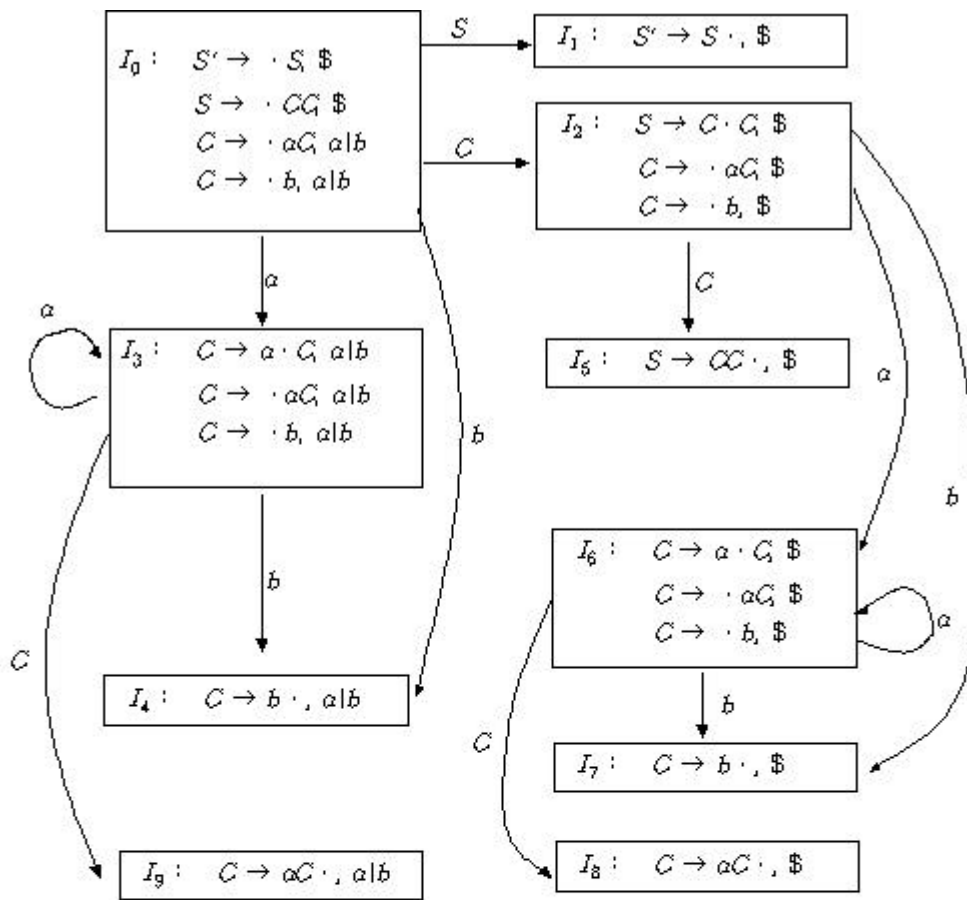 I₀ : S′ → · S, $
S → · CC, $
C → · aC, a|b
C → · b, a|b
S
I₁ : S′ → S · , $
C
I₂ : S → C · C, $
C → · aC, $
C → · b, $
a
b
C
a
b
a
I₃ : C → a · C, a|b
C → · aC, a|b
C → · b, a|b
I₅ : S → CC · , $
b
C
I₄ : C → b · , a|b
I₆ : C → a · C, $
C → · aC, $
C → · b, $
a
b
C
I₇ : C → b · , $
I₉ : C → aC · , a|b
I₈ : C → aC · , $